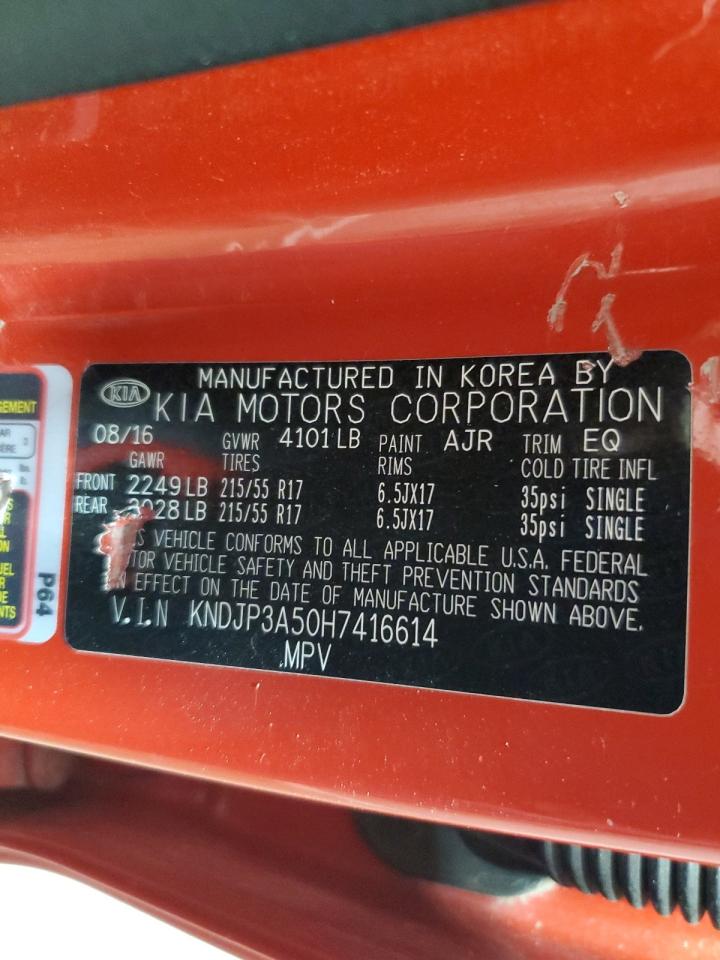 MANUFACTURED IN KOREA BY
KIA
KIA MOTORS CORPORATION
08/16 GVWR 4101 LB PAINT AJR TRIM EQ
GAWR TIRES RIMS COLD TIRE INFL
FRONT 2249 LB 215/55 R17 6.5JX17 35psi SINGLE
REAR LB 215/55 R17 6.5JX17 35psi SINGLE
VEHICLE CONFORMS TO ALL APPLICABLE U.S.A. FEDERAL
VEHICLE SAFETY AND THEFT PREVENTION STANDARDS
EFFECT ON THE DATE OF MANUFACTURE SHOWN ABOVE.
V.I.N KNDJP3A50H7416614
MPV
P64